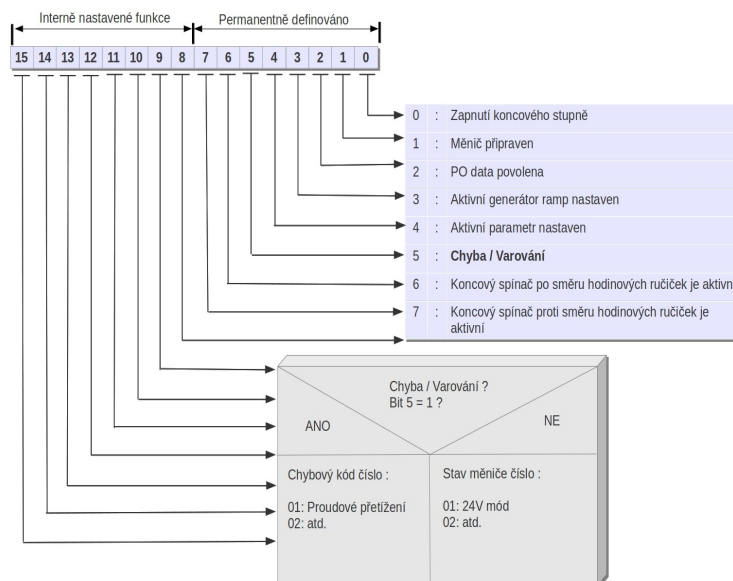 Interně nastavené funkce
Permanentně definováno
15 14 13 12 11 10 9 8 7 6 5 4 3 2 1 0
0 : Zapnutí koncového stupně
1 : Měnič připraven
2 : PO data povolena
3 : Aktivní generátor ramp nastaven
4 : Aktivní parametr nastaven
5 : Chyba / Varování
6 : Koncový spínač po směru hodinových ručiček je aktivn
7 : Koncový spínač proti směru hodinových ručiček je
aktivní
Chyba / Varování ?
Bit 5 = 1 ?
ANO
NE
Chybový kód číslo :
01: Proudové přetížení
02: atd.
Stav měniče číslo :
01: 24V mód
02: atd.